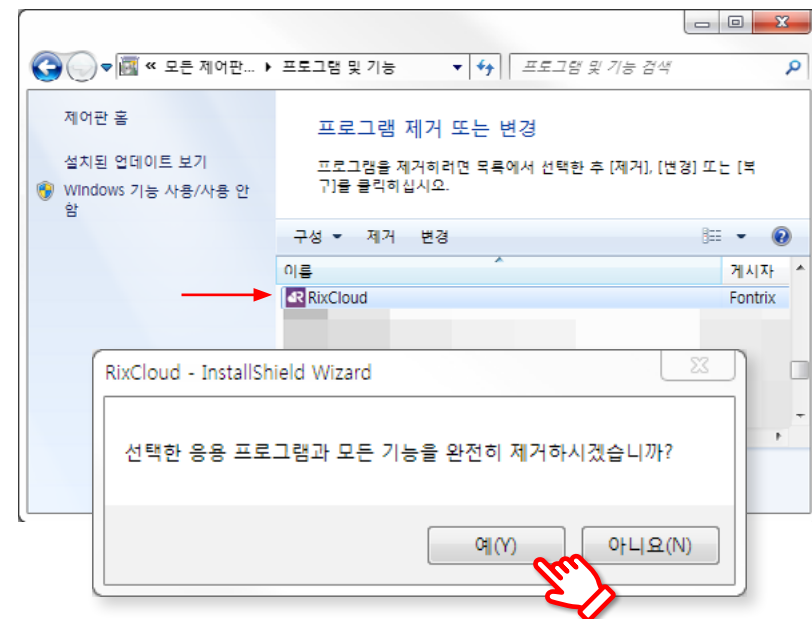 « 모든 제어판... ▸ 프로그램 및 기능
프로그램 및 기능 검색
제어판 홈
설치된 업데이트 보기
Windows 기능 사용/사용 안
함
프로그램 제거 또는 변경
프로그램을 제거하려면 목록에서 선택한 후 [제거], [변경] 또는 [복
구]를 클릭하십시오.
구성 제거 변경
이름 게시자
RixCloud Fontrix
RixCloud - InstallShield Wizard
선택한 응용 프로그램과 모든 기능을 완전히 제거하시겠습니까?
예(Y) 아니요(N)